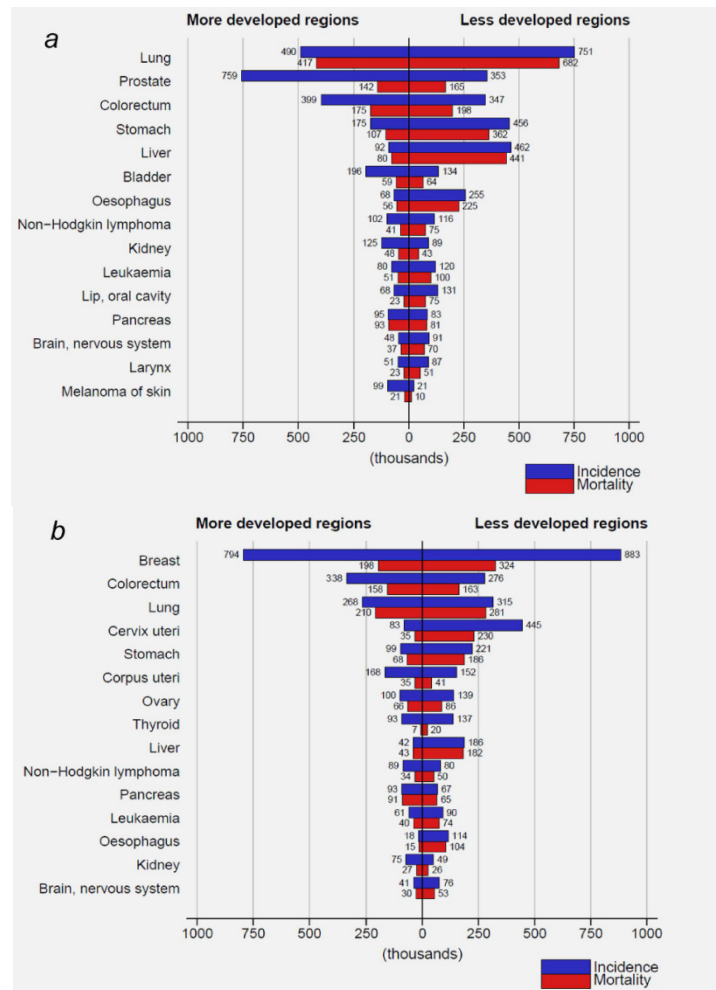 a
More developed regions Less developed regions
490 751
Lung
417 682
759 353
Prostate
142 165
399 347
Colorectum
175 198
175 456
Stomach
107 362
92 462
Liver
80 441
196 134
Bladder
59 64
68 255
Oesophagus
56 225
102 116
Non-Hodgkin lymphoma
41 75
125 89
Kidney
48 43
80 120
Leukaemia
51 100
68 131
Lip, oral cavity
23 75
95 83
Pancreas
93 81
48 91
Brain, nervous system
37 70
51 87
Larynx
23 51
99 21
Melanoma of skin
21 10
1000 750 500 250 0 250 500 750 1000
(thousands)
Incidence
Mortality
b
More developed regions Less developed regions
794 883
Breast
198 324
338 276
Colorectum
158 163
268 315
Lung
210 281
83 445
Cervix uteri
35 230
99 221
Stomach
68 186
168 152
Corpus uteri
35 41
100 139
Ovary
66 86
93 137
Thyroid
7 20
42 186
Liver
43 182
89 80
Non-Hodgkin lymphoma
34 50
93 67
Pancreas
91 65
61 90
Leukaemia
40 74
18 114
Oesophagus
15 104
75 49
Kidney
27 26
41 76
Brain, nervous system
30 53
1000 750 500 250 0 250 500 750 1000
(thousands)
Incidence
Mortality